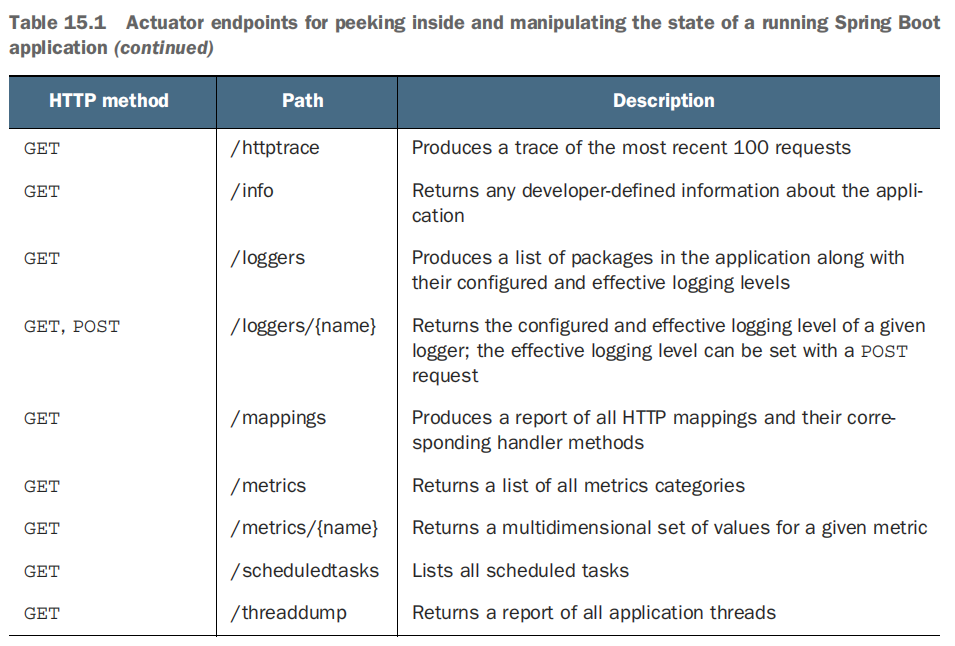 Table 15.1 Actuator endpoints for peeking inside and manipulating the state of a running Spring Boot
application (continued)
HTTP method Path Description
GET /httptrace Produces a trace of the most recent 100 requests
GET /info Returns any developer-defined information about the appli-
cation
GET /loggers Produces a list of packages in the application along with
their configured and effective logging levels
GET, POST /loggers/{name} Returns the configured and effective logging level of a given
logger; the effective logging level can be set with a POST
request
GET /mappings Produces a report of all HTTP mappings and their corre-
sponding handler methods
GET /metrics Returns a list of all metrics categories
GET /metrics/{name} Returns a multidimensional set of values for a given metric
GET /scheduledtasks Lists all scheduled tasks
GET /threaddump Returns a report of all application threads